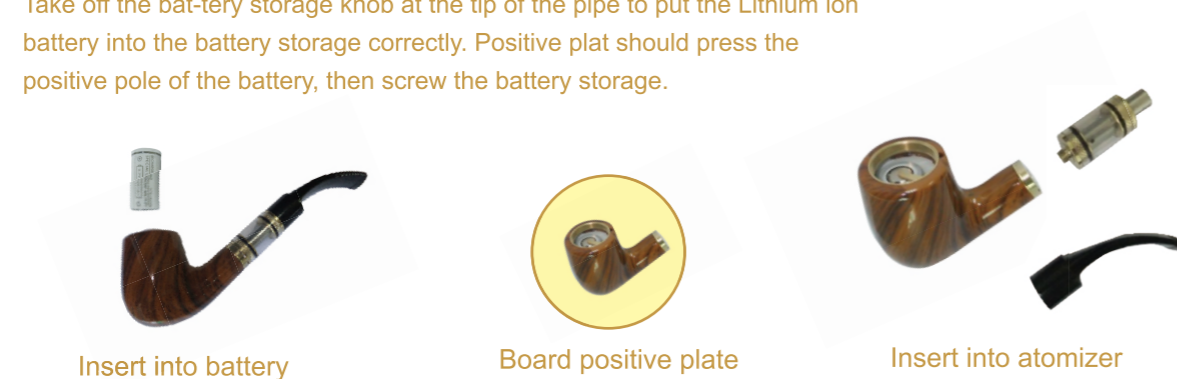 Take off the bat-tery storage knob at the tip of the pipe to put the Lithium ion
battery into the battery storage correctly. Positive plat should press the
positive pole of the battery, then screw the battery storage.
Insert into battery
Board positive plate
Insert into atomizer